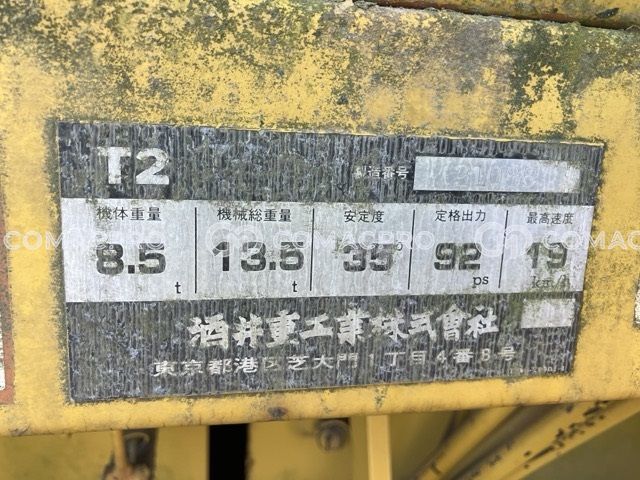 T2
製造番号
機体重量 機械総重量 安定度 定格出力 最高速度
8.5 t 13.5 t 35° 92 ps 19 km/h
酒井重工業株式會社
東京都港区芝大門1丁目4番8号
COMACPRO COMACPRO COMACPRO